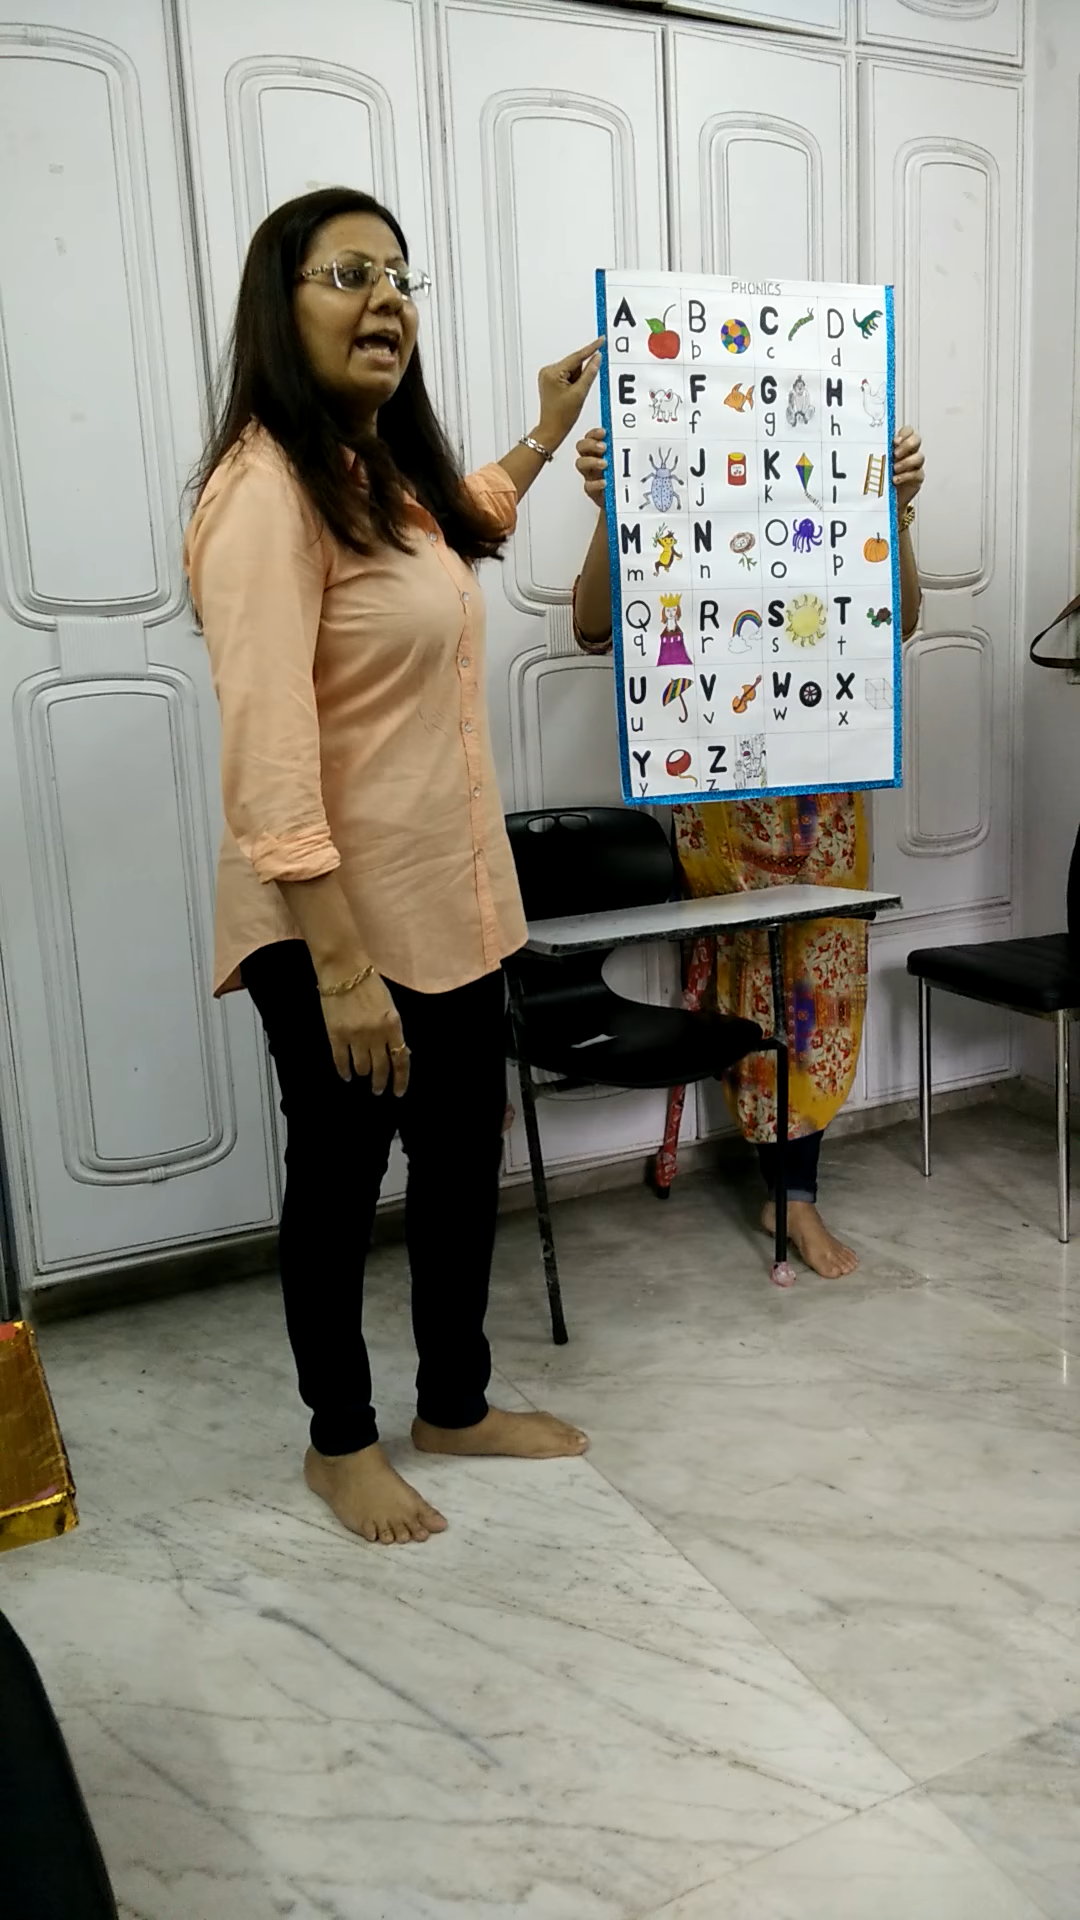 PHONICS
A B C D
a b c d
E F G H
e f g h
I J K L
i j k l
M N O P
m n o p
Q R S T
q r s t
U V W X
u v w x
Y Z
y z